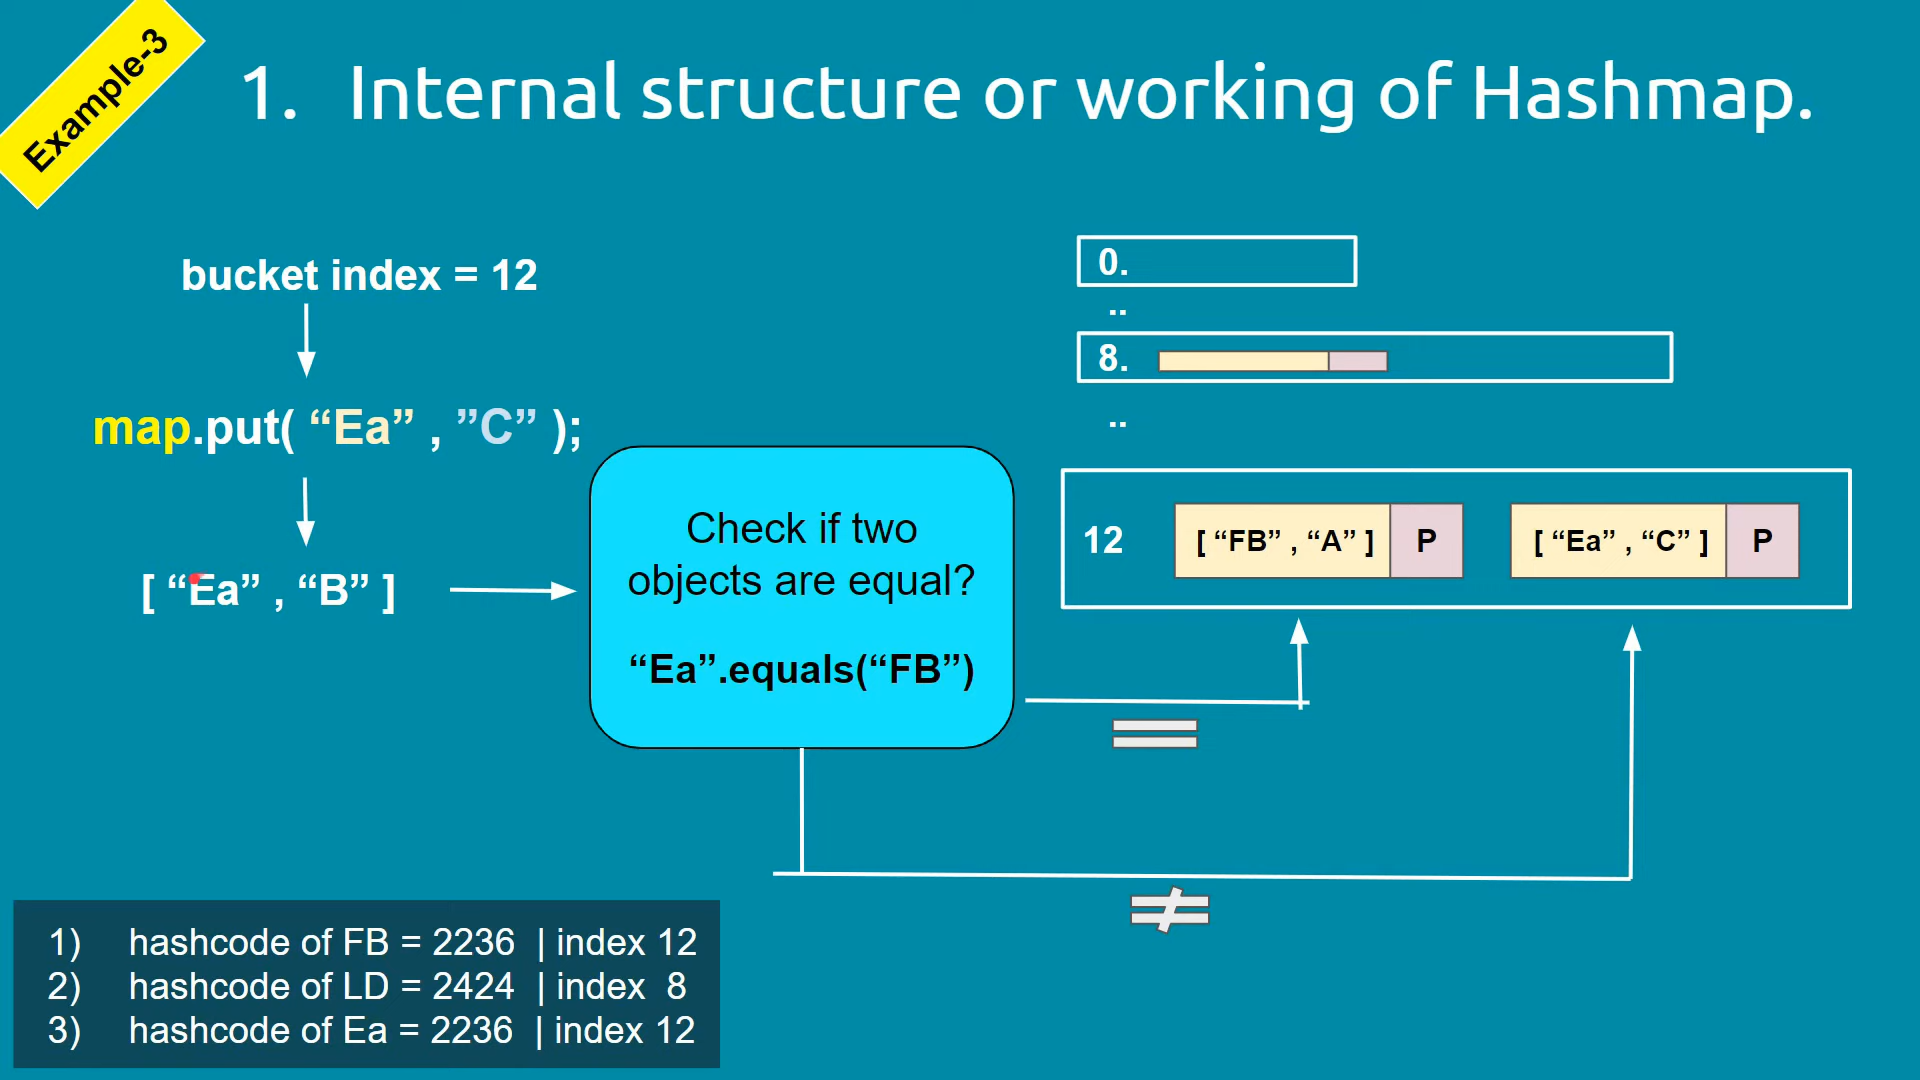 Example-3
1. Internal structure or working of Hashmap.
bucket index = 12
map.put( “Ea” , ”C” );
[ “Ea” , “B” ]
Check if two
objects are equal?
“Ea”.equals(“FB”)
0.
..
8.
..
12 [ “FB” , “A” ] P [ “Ea” , “C” ] P
=
≠
1) hashcode of FB = 2236 | index 12
2) hashcode of LD = 2424 | index 8
3) hashcode of Ea = 2236 | index 12